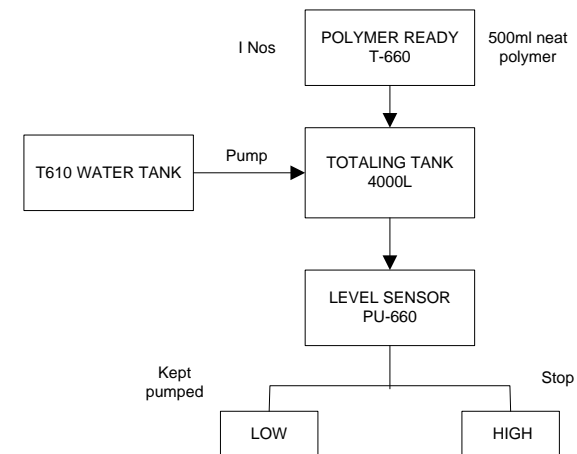 I Nos
POLYMER READY
T-660
500ml neat
polymer
T610 WATER TANK
Pump
TOTALING TANK
4000L
LEVEL SENSOR
PU-660
Kept
pumped
Stop
LOW
HIGH